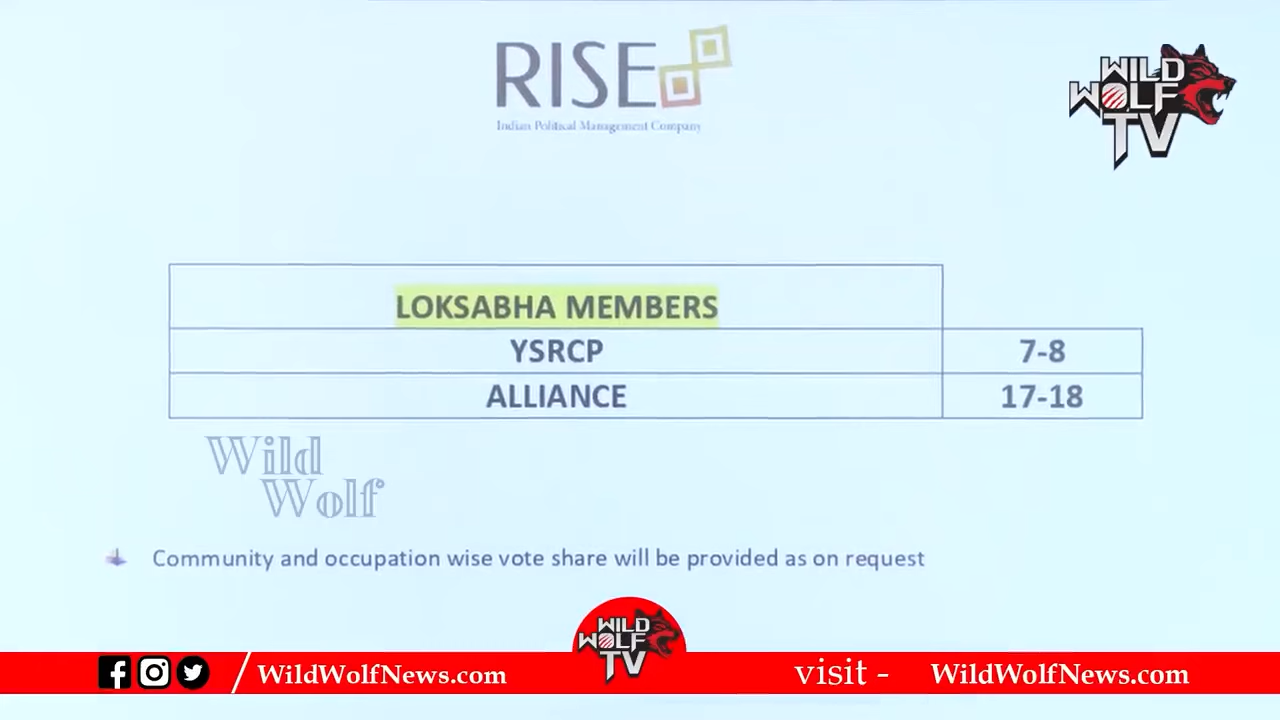 RISE
Indian Political Management Company
WILD
WOLF
TV
LOKSABHA MEMBERS
YSRCP 7-8
ALLIANCE 17-18
Wild
Wolf
Community and occupation wise vote share will be provided as on request
WILD
WOLF
TV
WildWolfNews.com
visit - WildWolfNews.com